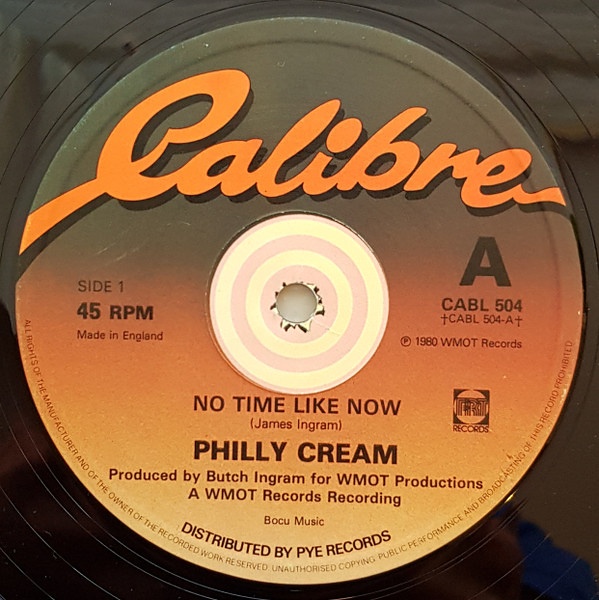 Calibre
A
SIDE 1
45 RPM
Made in England
CABL 504
†CABL 504-A†
℗ 1980 WMOT Records
NO TIME LIKE NOW
(James Ingram)
RECORDS
PHILLY CREAM
Produced by Butch Ingram for WMOT Productions
A WMOT Records Recording
Bocu Music
DISTRIBUTED BY PYE RECORDS
ALL RIGHTS OF THE MANUFACTURER AND OF THE OWNER OF THE RECORDED WORK RESERVED. UNAUTHORISED COPYING PUBLIC PERFORMANCE AND BROADCASTING OF THIS RECORD PROHIBITED